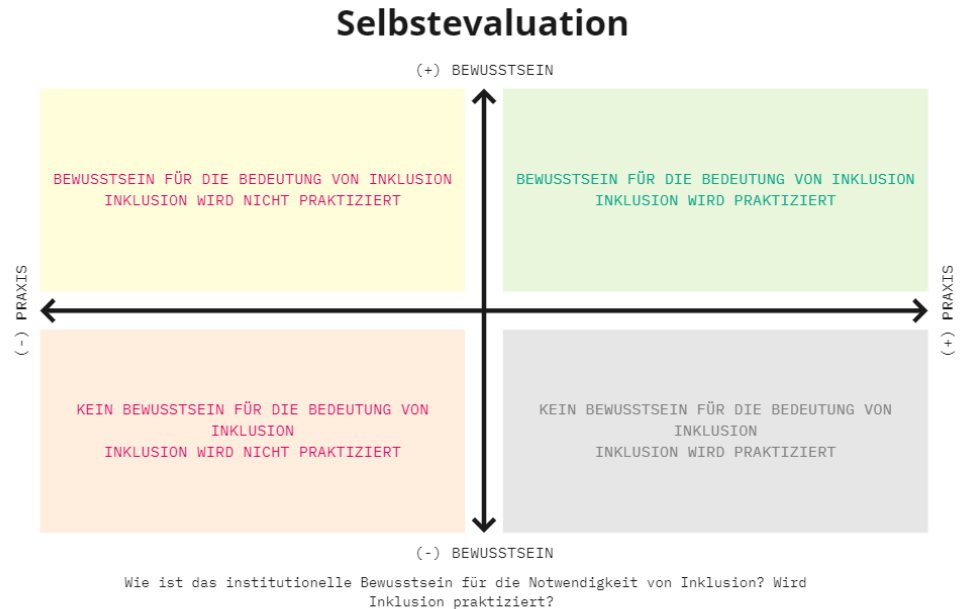 Selbstevaluation
(+) BEWUSSTSEIN
BEWUSSTSEIN FÜR DIE BEDEUTUNG VON INKLUSION
INKLUSION WIRD NICHT PRAKTIZIERT
BEWUSSTSEIN FÜR DIE BEDEUTUNG VON INKLUSION
INKLUSION WIRD PRAKTIZIERT
(-) PRAXIS
(+) PRAXIS
KEIN BEWUSSTSEIN FÜR DIE BEDEUTUNG VON
INKLUSION
INKLUSION WIRD NICHT PRAKTIZIERT
KEIN BEWUSSTSEIN FÜR DIE BEDEUTUNG VON
INKLUSION
INKLUSION WIRD PRAKTIZIERT
(-) BEWUSSTSEIN
Wie ist das institutionelle Bewusstsein für die Notwendigkeit von Inklusion? Wird
Inklusion praktiziert?